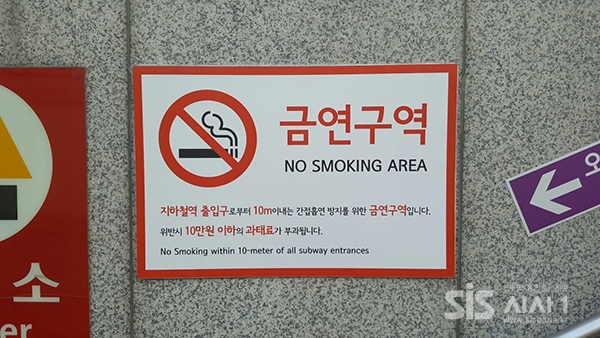 금연구역
NO SMOKING AREA
지하철역 출입구로부터 10m이내는 간접흡연 방지를 위한 금연구역입니다.
위반시 10만원 이하의 과태료가 부과됩니다.
No Smoking within 10-meter of all subway entrances
소
er
오
sis 시사1